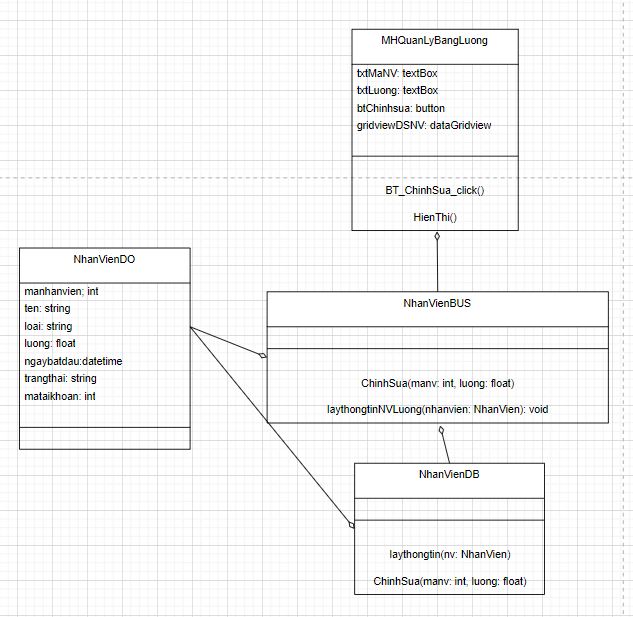 MHQuanLyBangLuong
txtMaNV: textBox
txtLuong: textBox
btChinhsua: button
gridviewDSNV: dataGridview
BT_ChinhSua_click()
HienThi()
NhanVienDO
manhanvien; int
ten: string
loai: string
luong: float
ngaybatdau:datetime
trangthai: string
mataikhoan: int
NhanVienBUS
ChinhSua(manv: int, luong: float)
laythongtinNVLuong(nhanvien: NhanVien): void
NhanVienDB
laythongtin(nv: NhanVien)
ChinhSua(manv: int, luong: float)